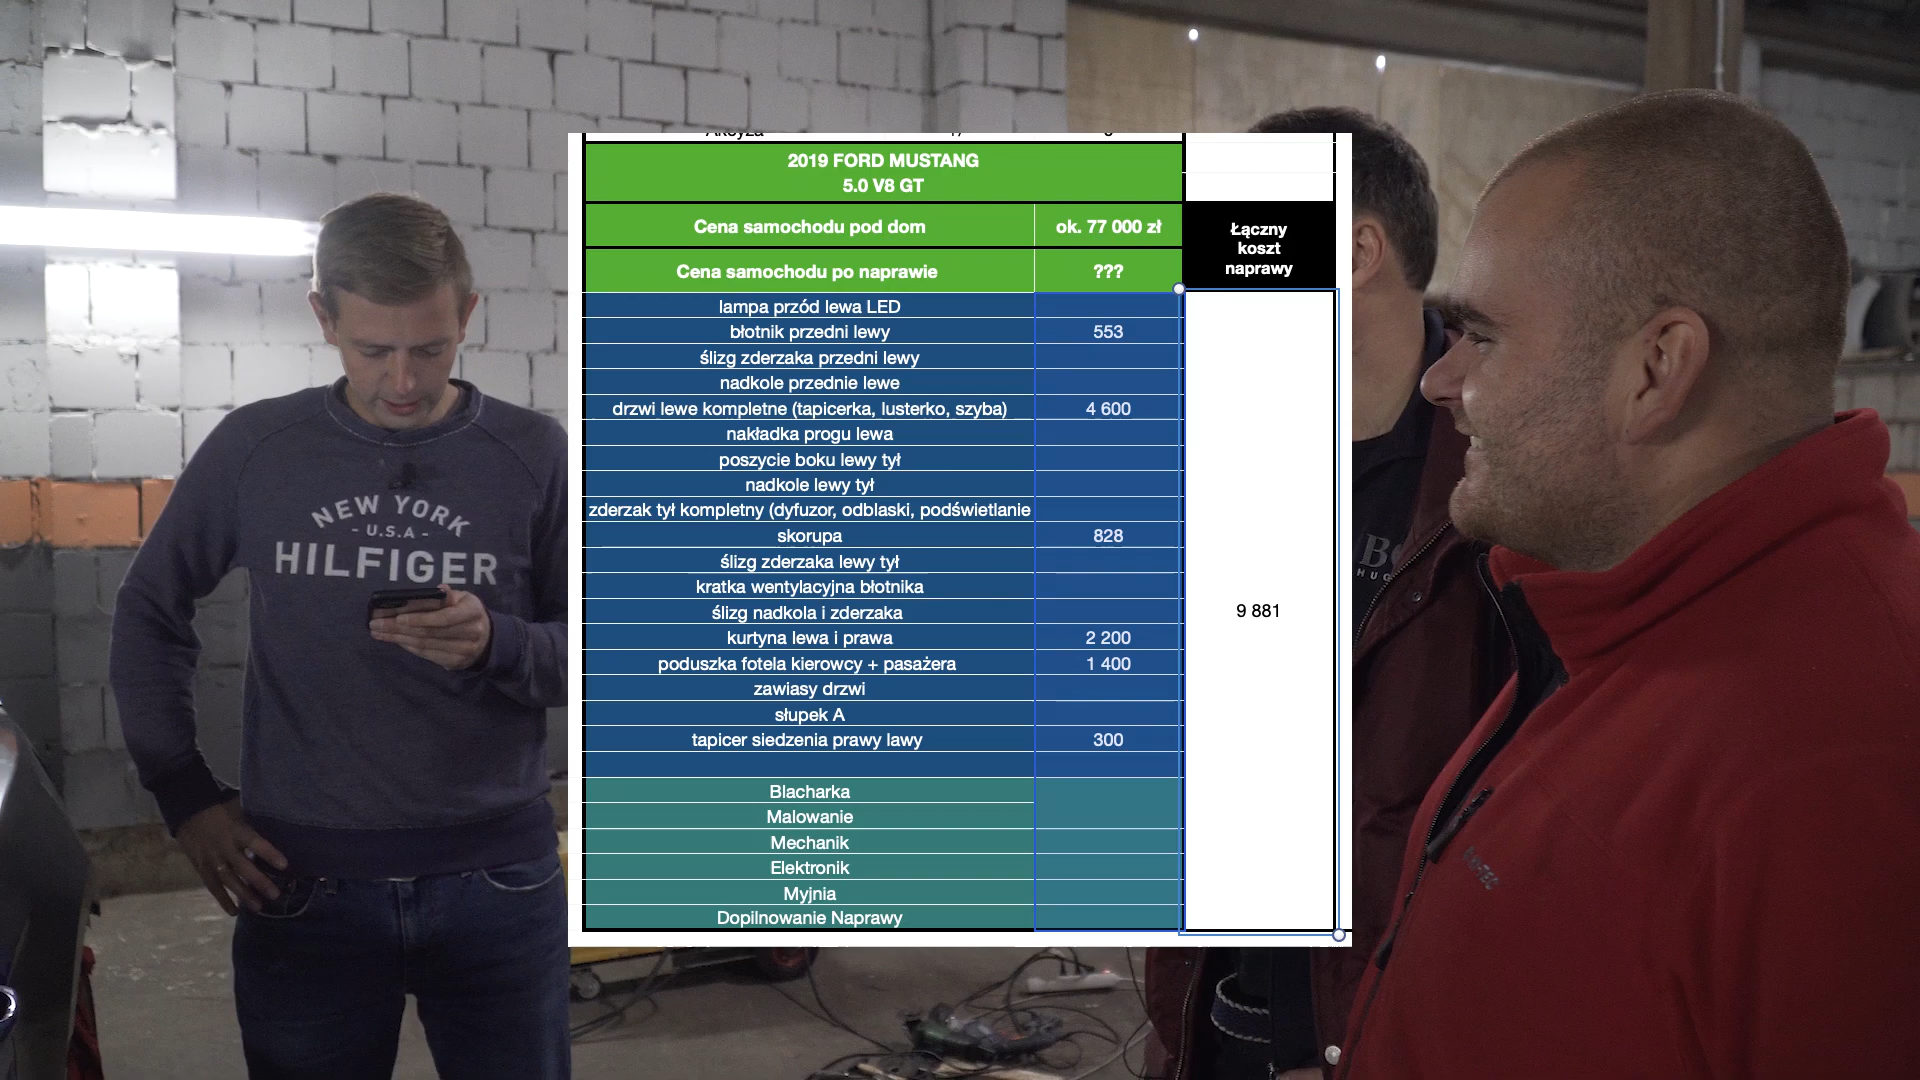 Akcyza
2019 FORD MUSTANG
5.0 V8 GT
Cena samochodu pod dom ok. 77 000 zł
Łączny
koszt
naprawy
Cena samochodu po naprawie ???
lampa przód lewa LED
błotnik przedni lewy 553
ślizg zderzaka przedni lewy
nadkole przednie lewe
drzwi lewe kompletne (tapicerka, lusterko, szyba) 4 600
nakładka progu lewa
poszycie boku lewy tył
nadkole lewy tył
zderzak tył kompletny (dyfuzor, odblaski, podświetlanie
skorupa 828
ślizg zderzaka lewy tył
kratka wentylacyjna błotnika
ślizg nadkola i zderzaka
9 881
kurtyna lewa i prawa 2 200
poduszka fotela kierowcy + pasażera 1 400
zawiasy drzwi
słupek A
tapicer siedzenia prawy lawy 300
Blacharka
Malowanie
Mechanik
Elektronik
Myjnia
Dopilnowanie Naprawy
NEW YORK
- U.S.A -
HILFIGER